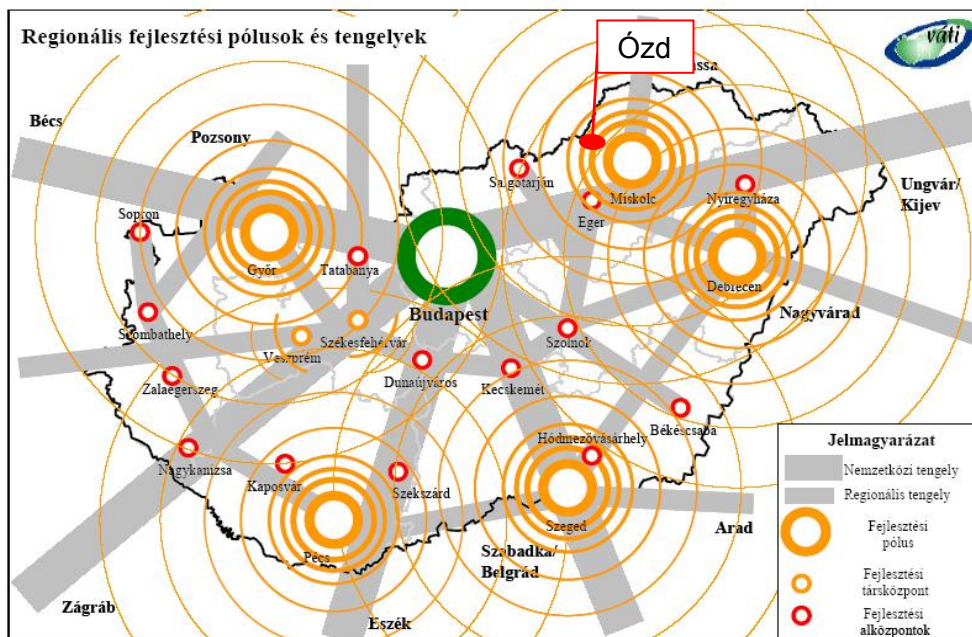 Regionális fejlesztési pólusok és tengelyek
váti
Ózd
Bécs
Pozsony
Sopron
Győr
Tatabánya
Salgótarján
Eger
Miskolc
Nyíregyháza
Ungvár/
Kijev
Debrecen
Nagyvárad
Budapest
Szombathely
Veszprém
Székesfehérvár
Dunaújváros
Kecskemét
Szolnok
Zalaegerszeg
Békéscsaba
Nagykanizsa
Kaposvár
Szekszárd
Hódmezővásárhely
Pécs
Szeged
Szabadka/
Belgrád
Arad
Zágráb
Eszék
Jelmagyarázat
Nemzetközi tengely
Regionális tengely
Fejlesztési
pólus
Fejlesztési
társközpont
Fejlesztési
alközpontok